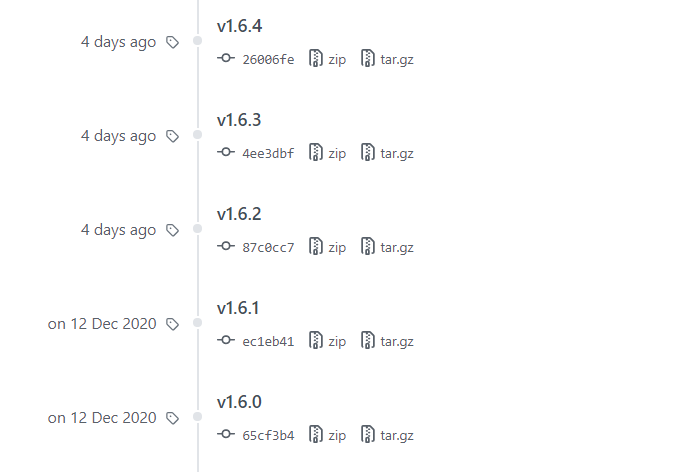 v1.6.4
4 days ago
26006fe zip tar.gz
v1.6.3
4 days ago
4ee3dbf zip tar.gz
v1.6.2
4 days ago
87c0cc7 zip tar.gz
v1.6.1
on 12 Dec 2020
ec1eb41 zip tar.gz
v1.6.0
on 12 Dec 2020
65cf3b4 zip tar.gz